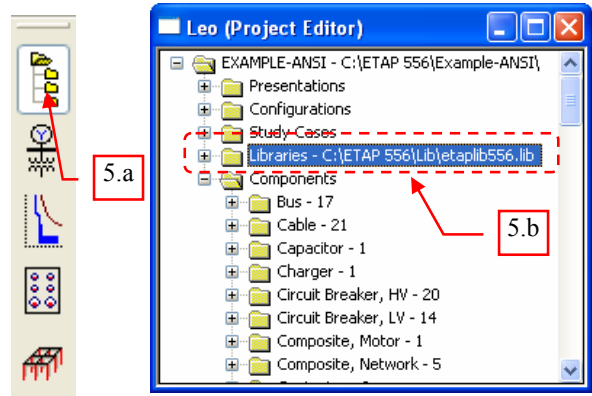 Leo (Project Editor)
EXAMPLE-ANSI - C:\ETAP 556\Example-ANSI\
Presentations
Configurations
Study Cases
Libraries - C:\ETAP 556\Lib\etaplib556.lib
5.a
Components
Bus - 17
5.b
Cable - 21
Capacitor - 1
Charger - 1
Circuit Breaker, HV - 20
Circuit Breaker, LV - 14
Composite, Motor - 1
Composite, Network - 5